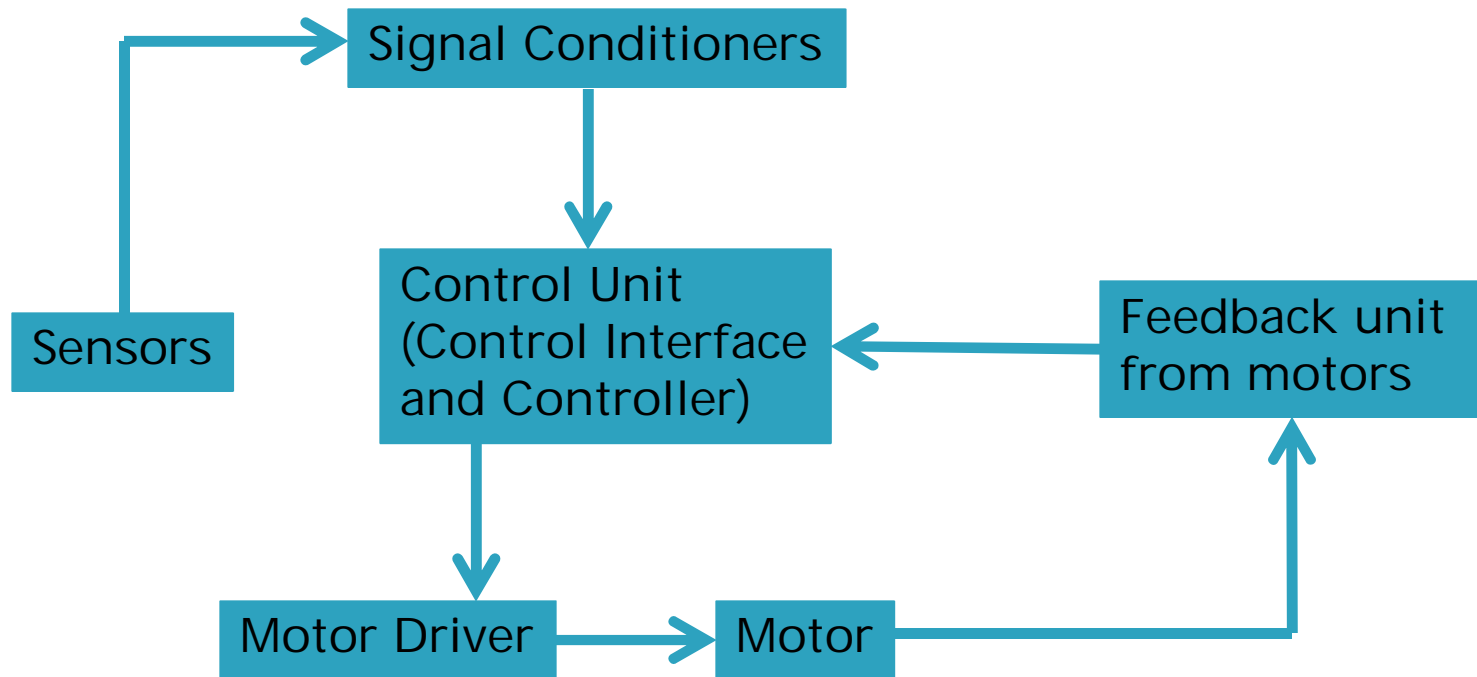 Signal Conditioners
Sensors
Control Unit
(Control Interface
and Controller)
Feedback unit
from motors
Motor Driver
Motor